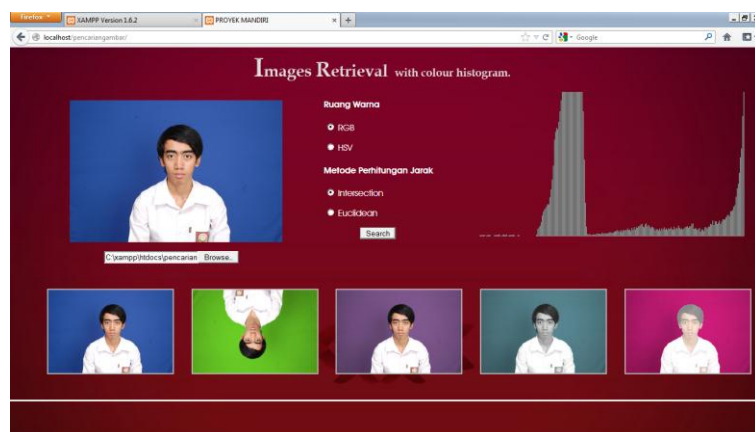 Firefox
XAMPP Version 1.6.2
PROYEK MANDIRI
localhost/pencariangambar/
Google
Images Retrieval with colour histogram.
Ruang Warna
RGB
HSV
Metode Perhitungan Jarak
Intersection
Euclidean
Search
C:\xampp\htdocs\pencarian
Browse..